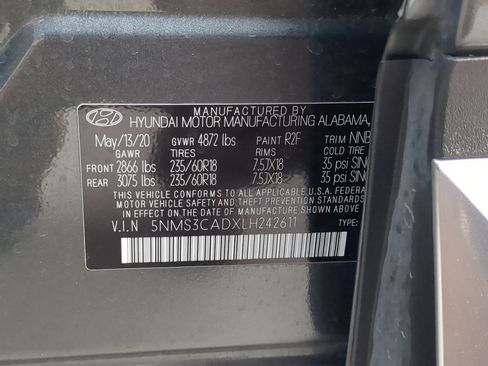 MANUFACTURED BY
HYUNDAI MOTOR MANUFACTURING ALABAMA,
May/13/20 GVWR 4872 lbs PAINT R2F TRIM NNB
GAWR TIRES RIMS COLD TIRE
FRONT 2866 lbs 235/60R18 7.5JX18 35 psi SING
REAR 3075 lbs 235/60R18 7.5JX18 35 psi SING
THIS VEHICLE CONFORMS TO ALL APPLICABLE U.S. FEDERAL
MOTOR VEHICLE SAFETY AND THEFT PREVENTION STANDARDS
IN EFFECT ON THE DATE OF MANUFACTURE SHOWN ABOVE.
V.I.N 5NMS3CADXLH242611 TYPE: